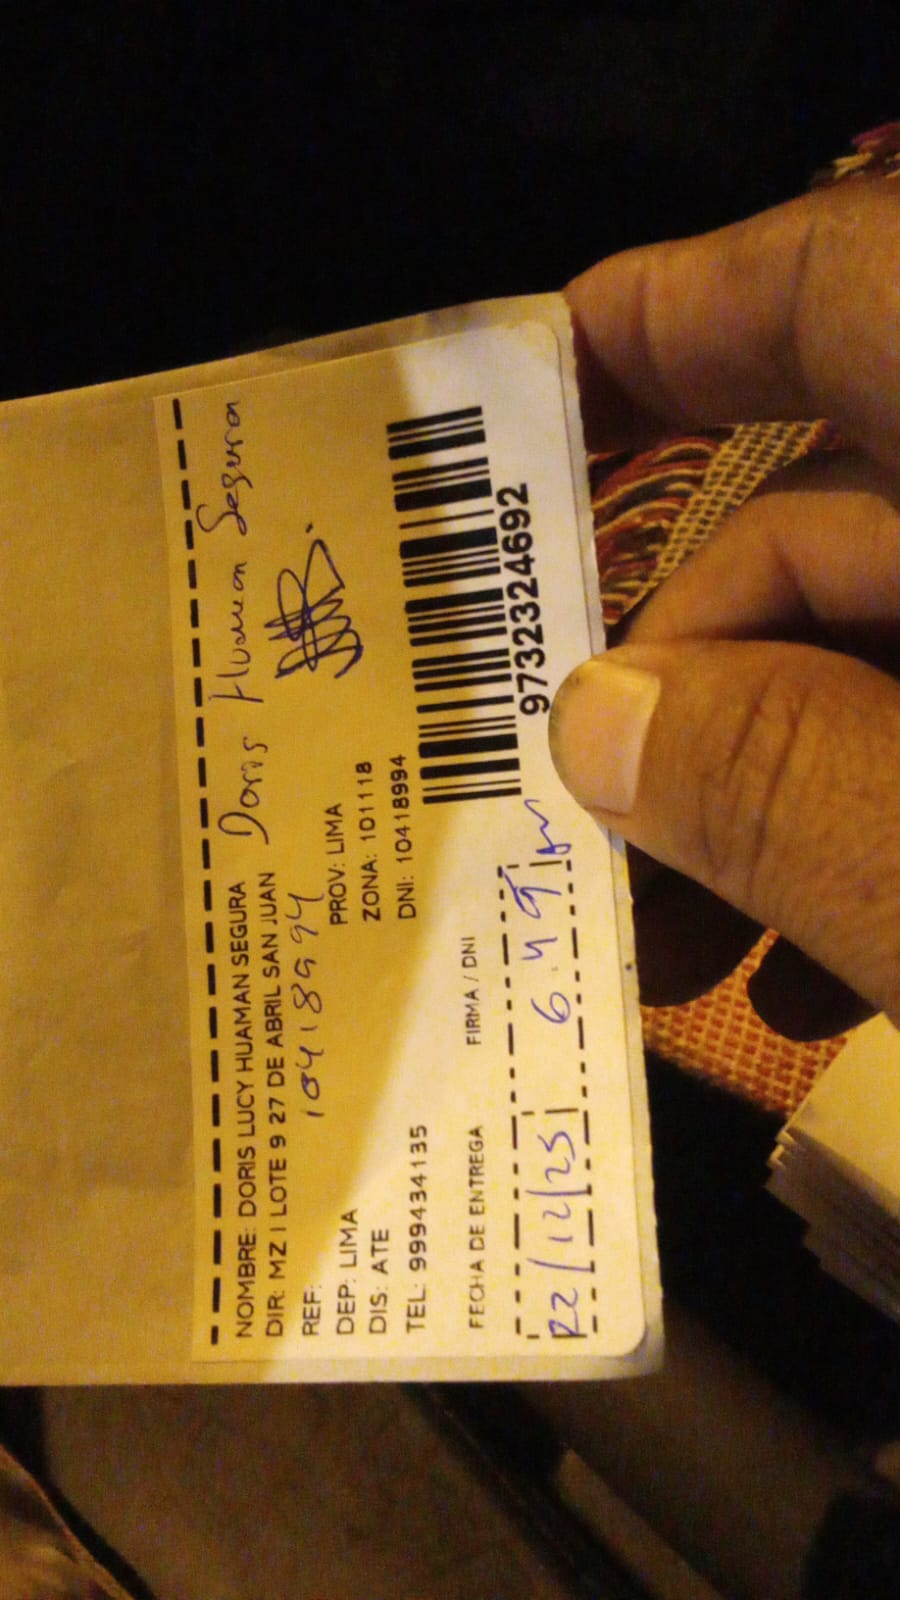 NOMBRE: DORIS LUCY HUAMAN SEGURA
Doris Huaman Segura
DIR: MZ I LOTE 9 27 DE ABRIL SAN JUAN
REF:
10418994
DEP: LIMA PROV: LIMA
DIS: ATE ZONA: 101118
TEL: 999434135 DNI: 10418994
9732324692
FECHA DE ENTREGA FIRMA / DNI
22/12/25 6.49